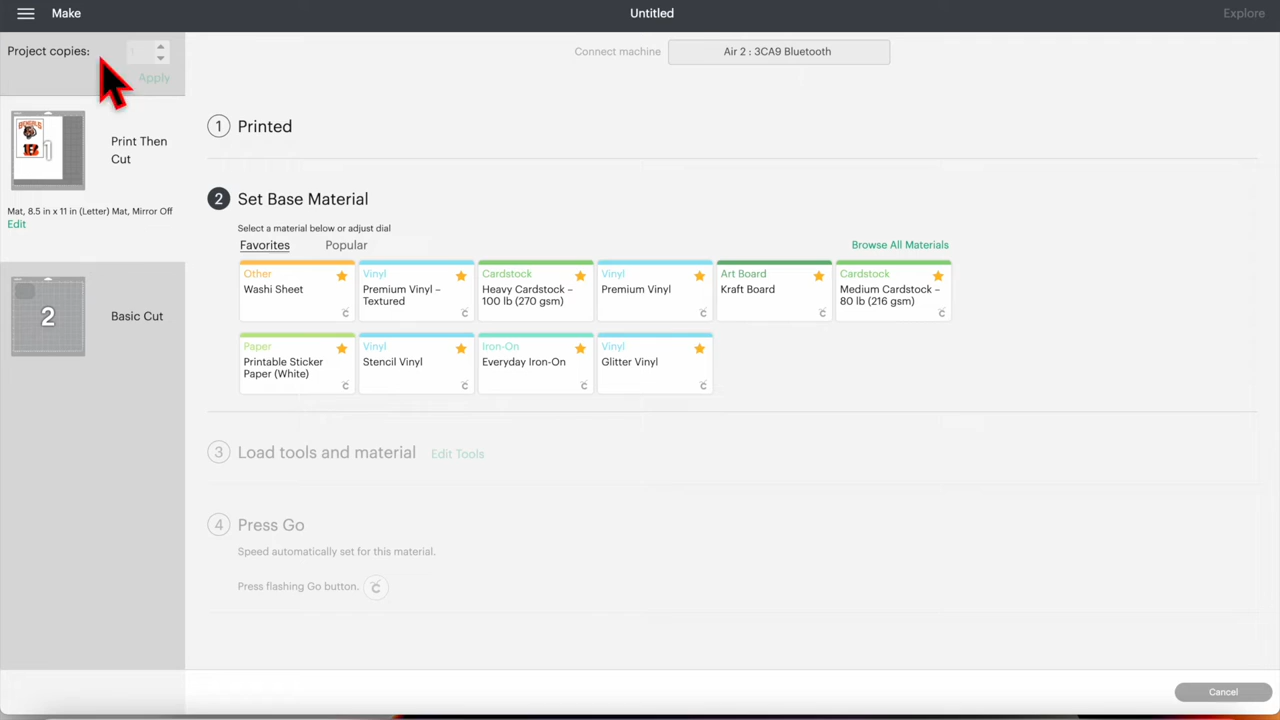 Make
Untitled
Explore
Project copies:
1
Apply
Connect machine
Air 2 : 3CA9 Bluetooth
BENGALS
1
Print Then
Cut
Mat, 8.5 in x 11 in (Letter) Mat, Mirror Off
Edit
2
Basic Cut
1 Printed
2 Set Base Material
Select a material below or adjust dial
Favorites
Popular
Browse All Materials
Other
Washi Sheet
Vinyl
Premium Vinyl –
Textured
Cardstock
Heavy Cardstock –
100 lb (270 gsm)
Vinyl
Premium Vinyl
Art Board
Kraft Board
Cardstock
Medium Cardstock –
80 lb (216 gsm)
Paper
Printable Sticker
Paper (White)
Vinyl
Stencil Vinyl
Iron-On
Everyday Iron-On
Vinyl
Glitter Vinyl
3 Load tools and material
Edit Tools
4 Press Go
Speed automatically set for this material.
Press flashing Go button.
Cancel